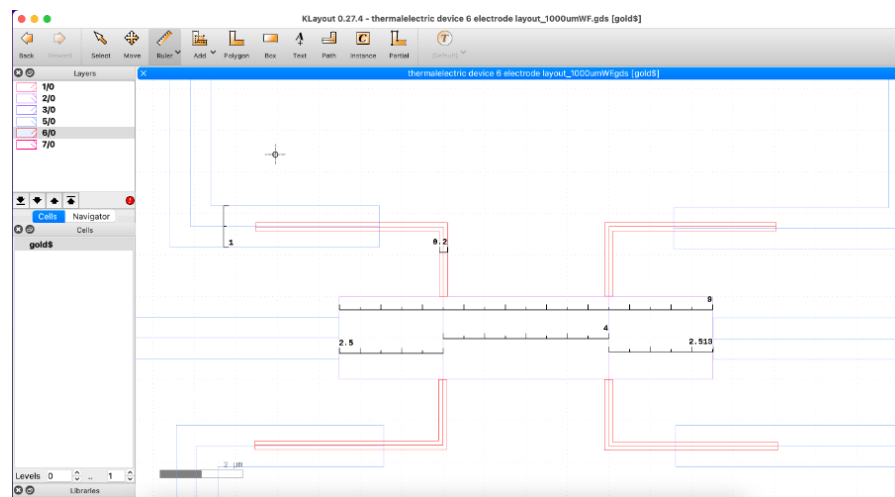 KLayout 0.27.4 - thermalelectric device 6 electrode layout_1000umWF.gds [gold$]
Back
Forward
Select
Move
Ruler
Add
Polygon
Box
Text
Path
Instance
Partial
(Default)
Layers
thermalelectric device 6 electrode layout_1000umWFgds [gold$]
1/0
2/0
3/0
5/0
6/0
7/0
Cells
Navigator
Cells
gold$
1
0.2
9
4
2.5
2.513
2 µm
Levels
0
..
1
Libraries